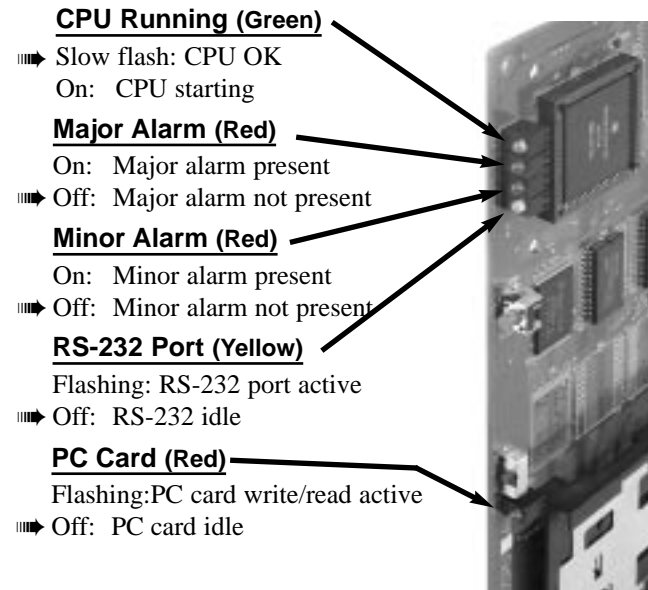 CPU Running (Green)
Slow flash: CPU OK
On: CPU starting
Major Alarm (Red)
On: Major alarm present
Off: Major alarm not present
Minor Alarm (Red)
On: Minor alarm present
Off: Minor alarm not present
RS-232 Port (Yellow)
Flashing: RS-232 port active
Off: RS-232 idle
PC Card (Red)
Flashing:PC card write/read active
Off: PC card idle